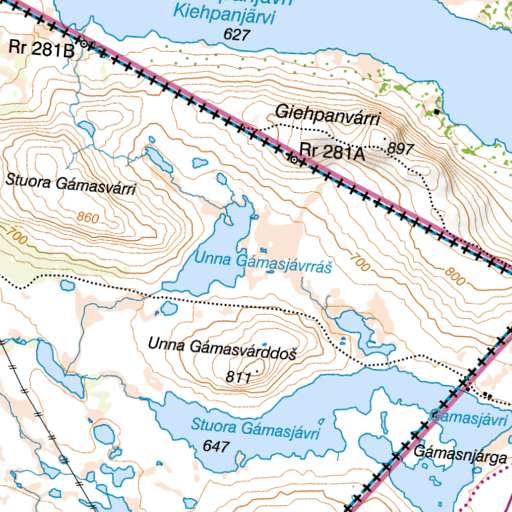 Kiehpanjärvi
627
Rr 281B
Giehpanvárri
Rr 281A
897
Stuora Gámasvárri
860
700
Unna Gámasjávrráš
700
800
Unna Gámasvárddoš
811
Stuora Gámasjávri
647
Gámasjávri
Gámasnjárga